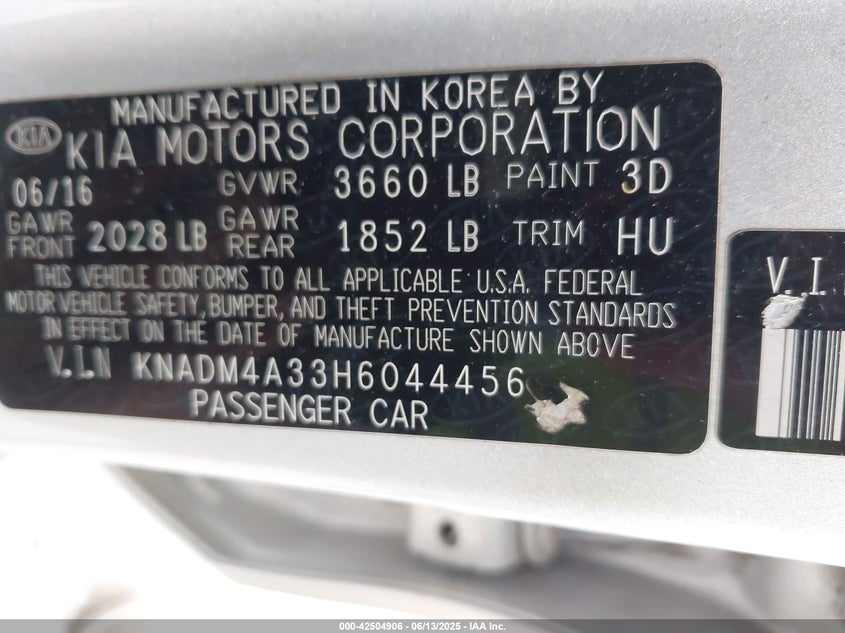 MANUFACTURED IN KOREA BY
KIA KIA MOTORS CORPORATION
06/16 GVWR 3660 LB PAINT 3D
GAWR FRONT 2028 LB GAWR REAR 1852 LB TRIM HU
THIS VEHICLE CONFORMS TO ALL APPLICABLE U.S.A. FEDERAL
MOTOR VEHICLE SAFETY, BUMPER, AND THEFT PREVENTION STANDARDS
IN EFFECT ON THE DATE OF MANUFACTURE SHOWN ABOVE
V.I.N KNADM4A33H6044456
PASSENGER CAR
V.I.
000-42504906 - 06/13/2025 - IAA Inc.